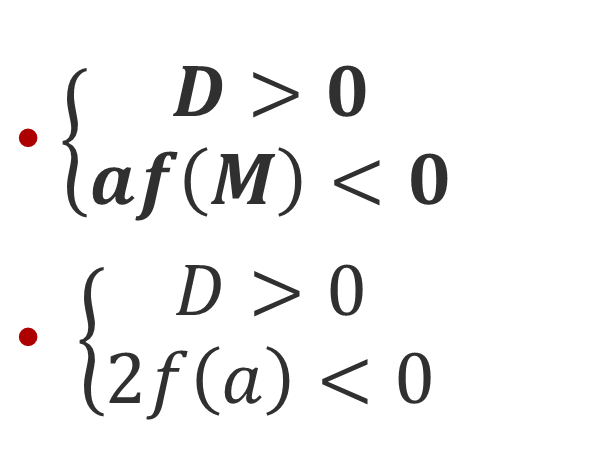 • { D > 0
af(M) < 0
• { D > 0
2f(a) < 0